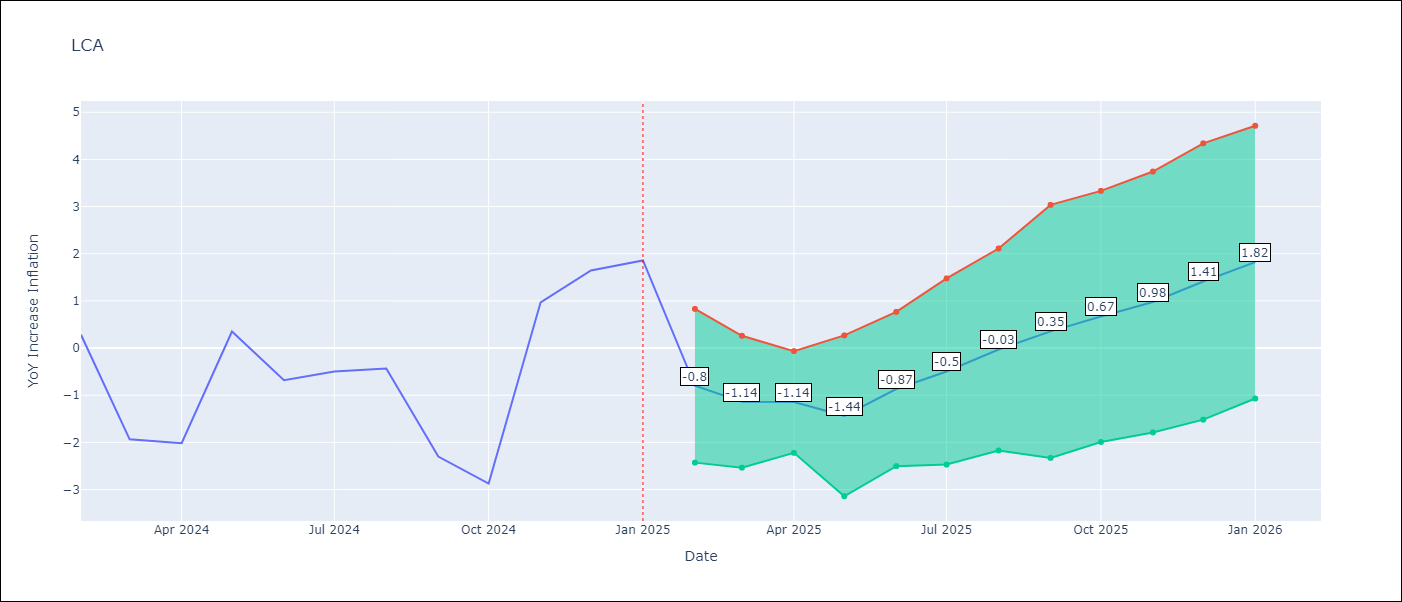 LCA
YoY Increase Inflation
5
4
3
2
1
0
−1
−2
−3
-0.8
-1.14
-1.14
-1.44
-0.87
-0.5
-0.03
0.35
0.67
0.98
1.41
1.82
Apr 2024
Jul 2024
Oct 2024
Jan 2025
Apr 2025
Jul 2025
Oct 2025
Jan 2026
Date